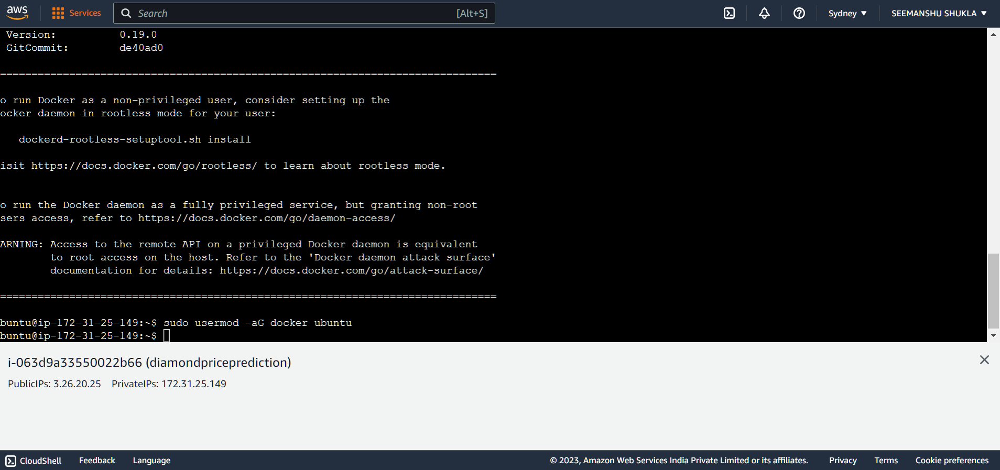 aws
Services
Search [Alt+S]
Sydney ▼
SEEMANSHU SHUKLA ▼
Version: 0.19.0
GitCommit: de40ad0
===============================================================================
o run Docker as a non-privileged user, consider setting up the
ocker daemon in rootless mode for your user:
dockerd-rootless-setuptool.sh install
isit https://docs.docker.com/go/rootless/ to learn about rootless mode.
o run the Docker daemon as a fully privileged service, but granting non-root
sers access, refer to https://docs.docker.com/go/daemon-access/
ARNING: Access to the remote API on a privileged Docker daemon is equivalent
to root access on the host. Refer to the 'Docker daemon attack surface'
documentation for details: https://docs.docker.com/go/attack-surface/
===============================================================================
buntu@ip-172-31-25-149:~$ sudo usermod -aG docker ubuntu
buntu@ip-172-31-25-149:~$
i-063d9a33550022b66 (diamondpriceprediction)
PublicIPs: 3.26.20.25 PrivateIPs: 172.31.25.149
CloudShell Feedback Language © 2023, Amazon Web Services India Private Limited or its affiliates. Privacy Terms Cookie preferences